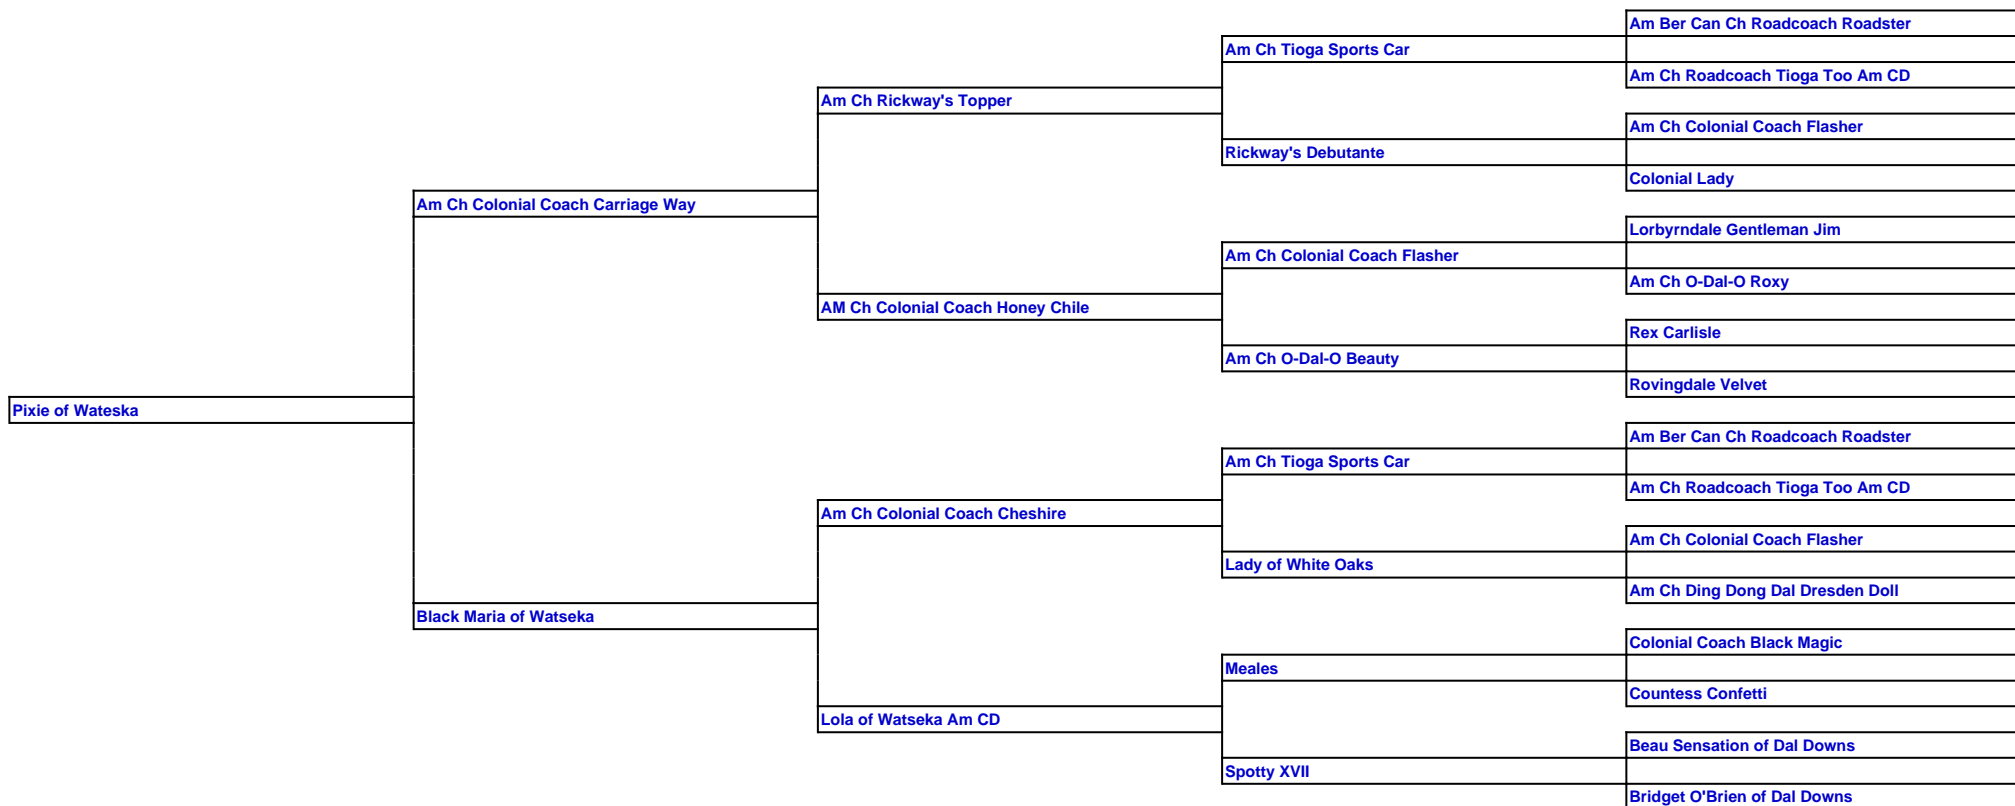 Am Ber Can Ch Roadcoach Roadster
Am Ch Tioga Sports Car
Am Ch Roadcoach Tioga Too Am CD
Am Ch Rickway's Topper
Am Ch Colonial Coach Flasher
Rickway's Debutante
Colonial Lady
Am Ch Colonial Coach Carriage Way
Lorbyrndale Gentleman Jim
Am Ch Colonial Coach Flasher
Am Ch O-Dal-O Roxy
AM Ch Colonial Coach Honey Chile
Rex Carlisle
Am Ch O-Dal-O Beauty
Rovingdale Velvet
Pixie of Wateska
Am Ber Can Ch Roadcoach Roadster
Am Ch Tioga Sports Car
Am Ch Roadcoach Tioga Too Am CD
Am Ch Colonial Coach Cheshire
Am Ch Colonial Coach Flasher
Lady of White Oaks
Am Ch Ding Dong Dal Dresden Doll
Black Maria of Watseka
Colonial Coach Black Magic
Meales
Countess Confetti
Lola of Watseka Am CD
Beau Sensation of Dal Downs
Spotty XVII
Bridget O'Brien of Dal Downs